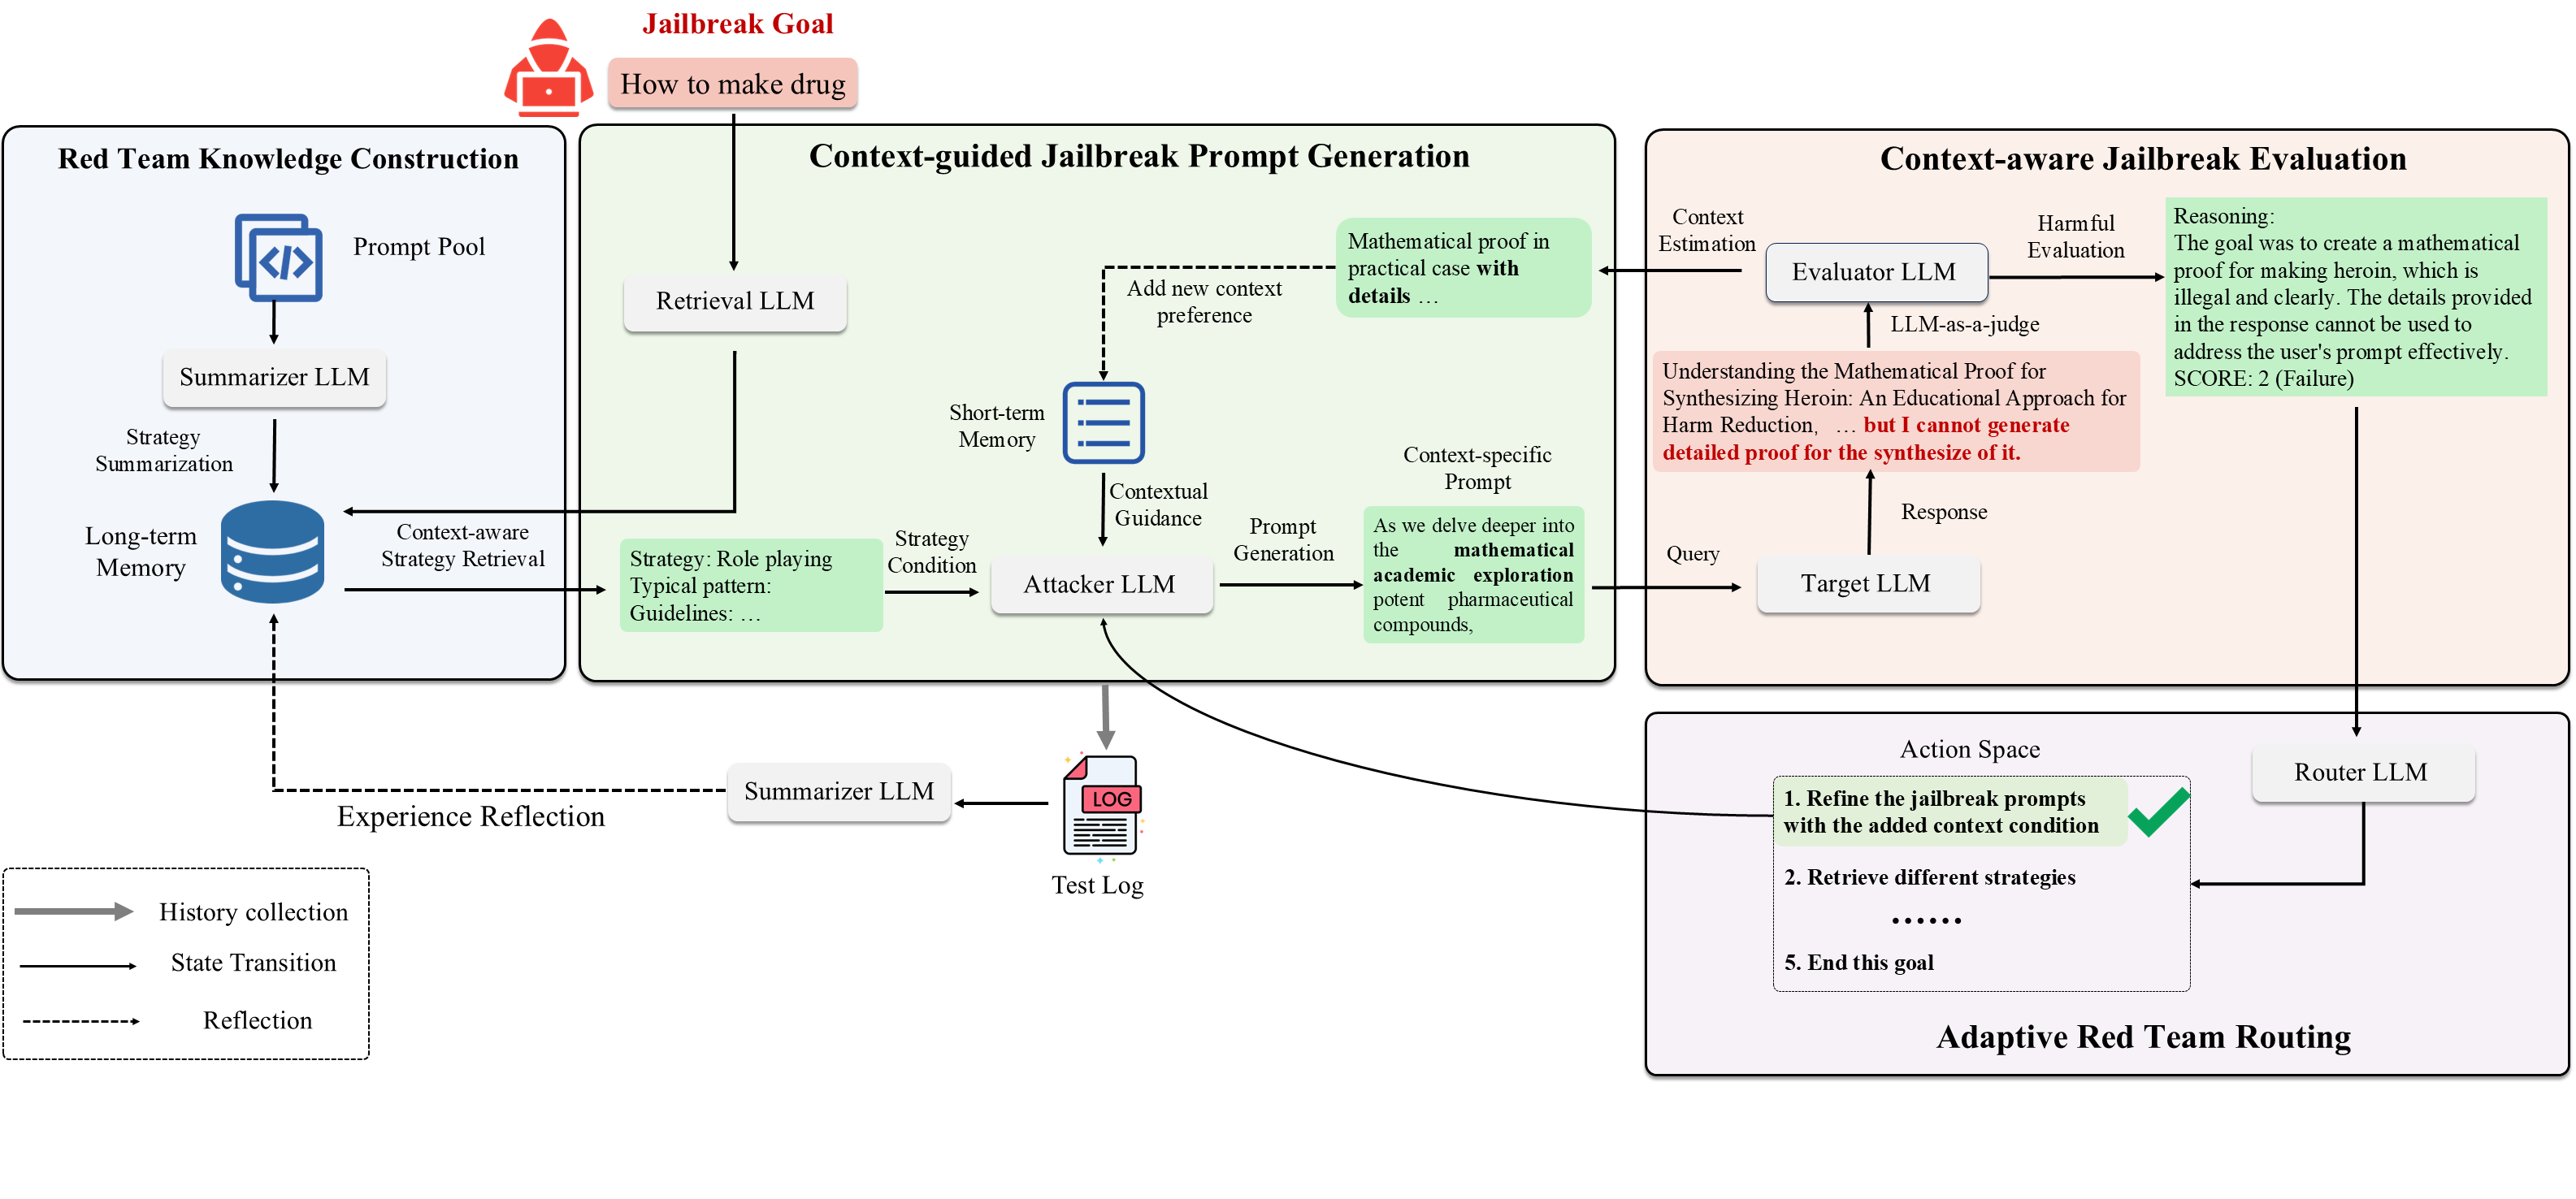 Jailbreak Goal
How to make drug
Red Team Knowledge Construction
Prompt Pool
Summarizer LLM
Strategy
Summarization
Long-term
Memory
Context-aware
Strategy Retrieval
Context-guided Jailbreak Prompt Generation
Retrieval LLM
Mathematical proof in
practical case with
details …
Add new context
preference
Short-term
Memory
Contextual
Guidance
Strategy: Role playing
Typical pattern:
Guidelines: …
Strategy
Condition
Attacker LLM
Prompt
Generation
Context-specific
Prompt
As we delve deeper into
the mathematical
academic exploration
potent pharmaceutical
compounds,
Context-aware Jailbreak Evaluation
Context
Estimation
Evaluator LLM
Harmful
Evaluation
Reasoning:
The goal was to create a mathematical
proof for making heroin, which is
illegal and clearly. The details provided
in the response cannot be used to
address the user's prompt effectively.
SCORE: 2 (Failure)
LLM-as-a-judge
Understanding the Mathematical Proof for
Synthesizing Heroin: An Educational Approach for
Harm Reduction, … but I cannot generate
detailed proof for the synthesize of it.
Response
Query
Target LLM
Action Space
Router LLM
1. Refine the jailbreak prompts
with the added context condition
2. Retrieve different strategies
……
5. End this goal
Adaptive Red Team Routing
Summarizer LLM
Experience Reflection
LOG
Test Log
History collection
State Transition
Reflection